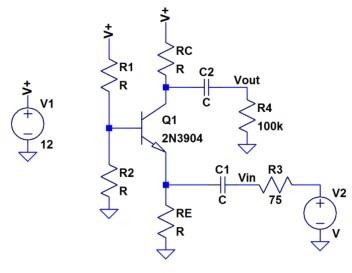 V+
V+
RC
R
R1
R
C2
C
Vout
V+
V1
12
R4
100k
Q1
2N3904
R2
R
C1
C
Vin
R3
75
V2
V
RE
R